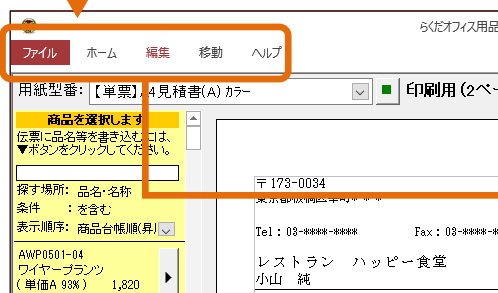 らくだオフィス用品
ファイル ホーム 編集 移動 ヘルプ
用紙型番: 【単票】A4見積書(A) カラー 印刷用 (2ペー
商品を選択します
伝票に品名等を書き込むには、
▼ボタンをクリックしてください。
探す場所: 品名・名称
条件 : を含む
表示順序: 商品台帳順(昇)
〒173-0034
Tel：03-****-**** Fax：03-****-**
AWP0501-04
ワイヤープランツ
(単価A 93%) 1,820
レストラン ハッピー食堂
小山 純